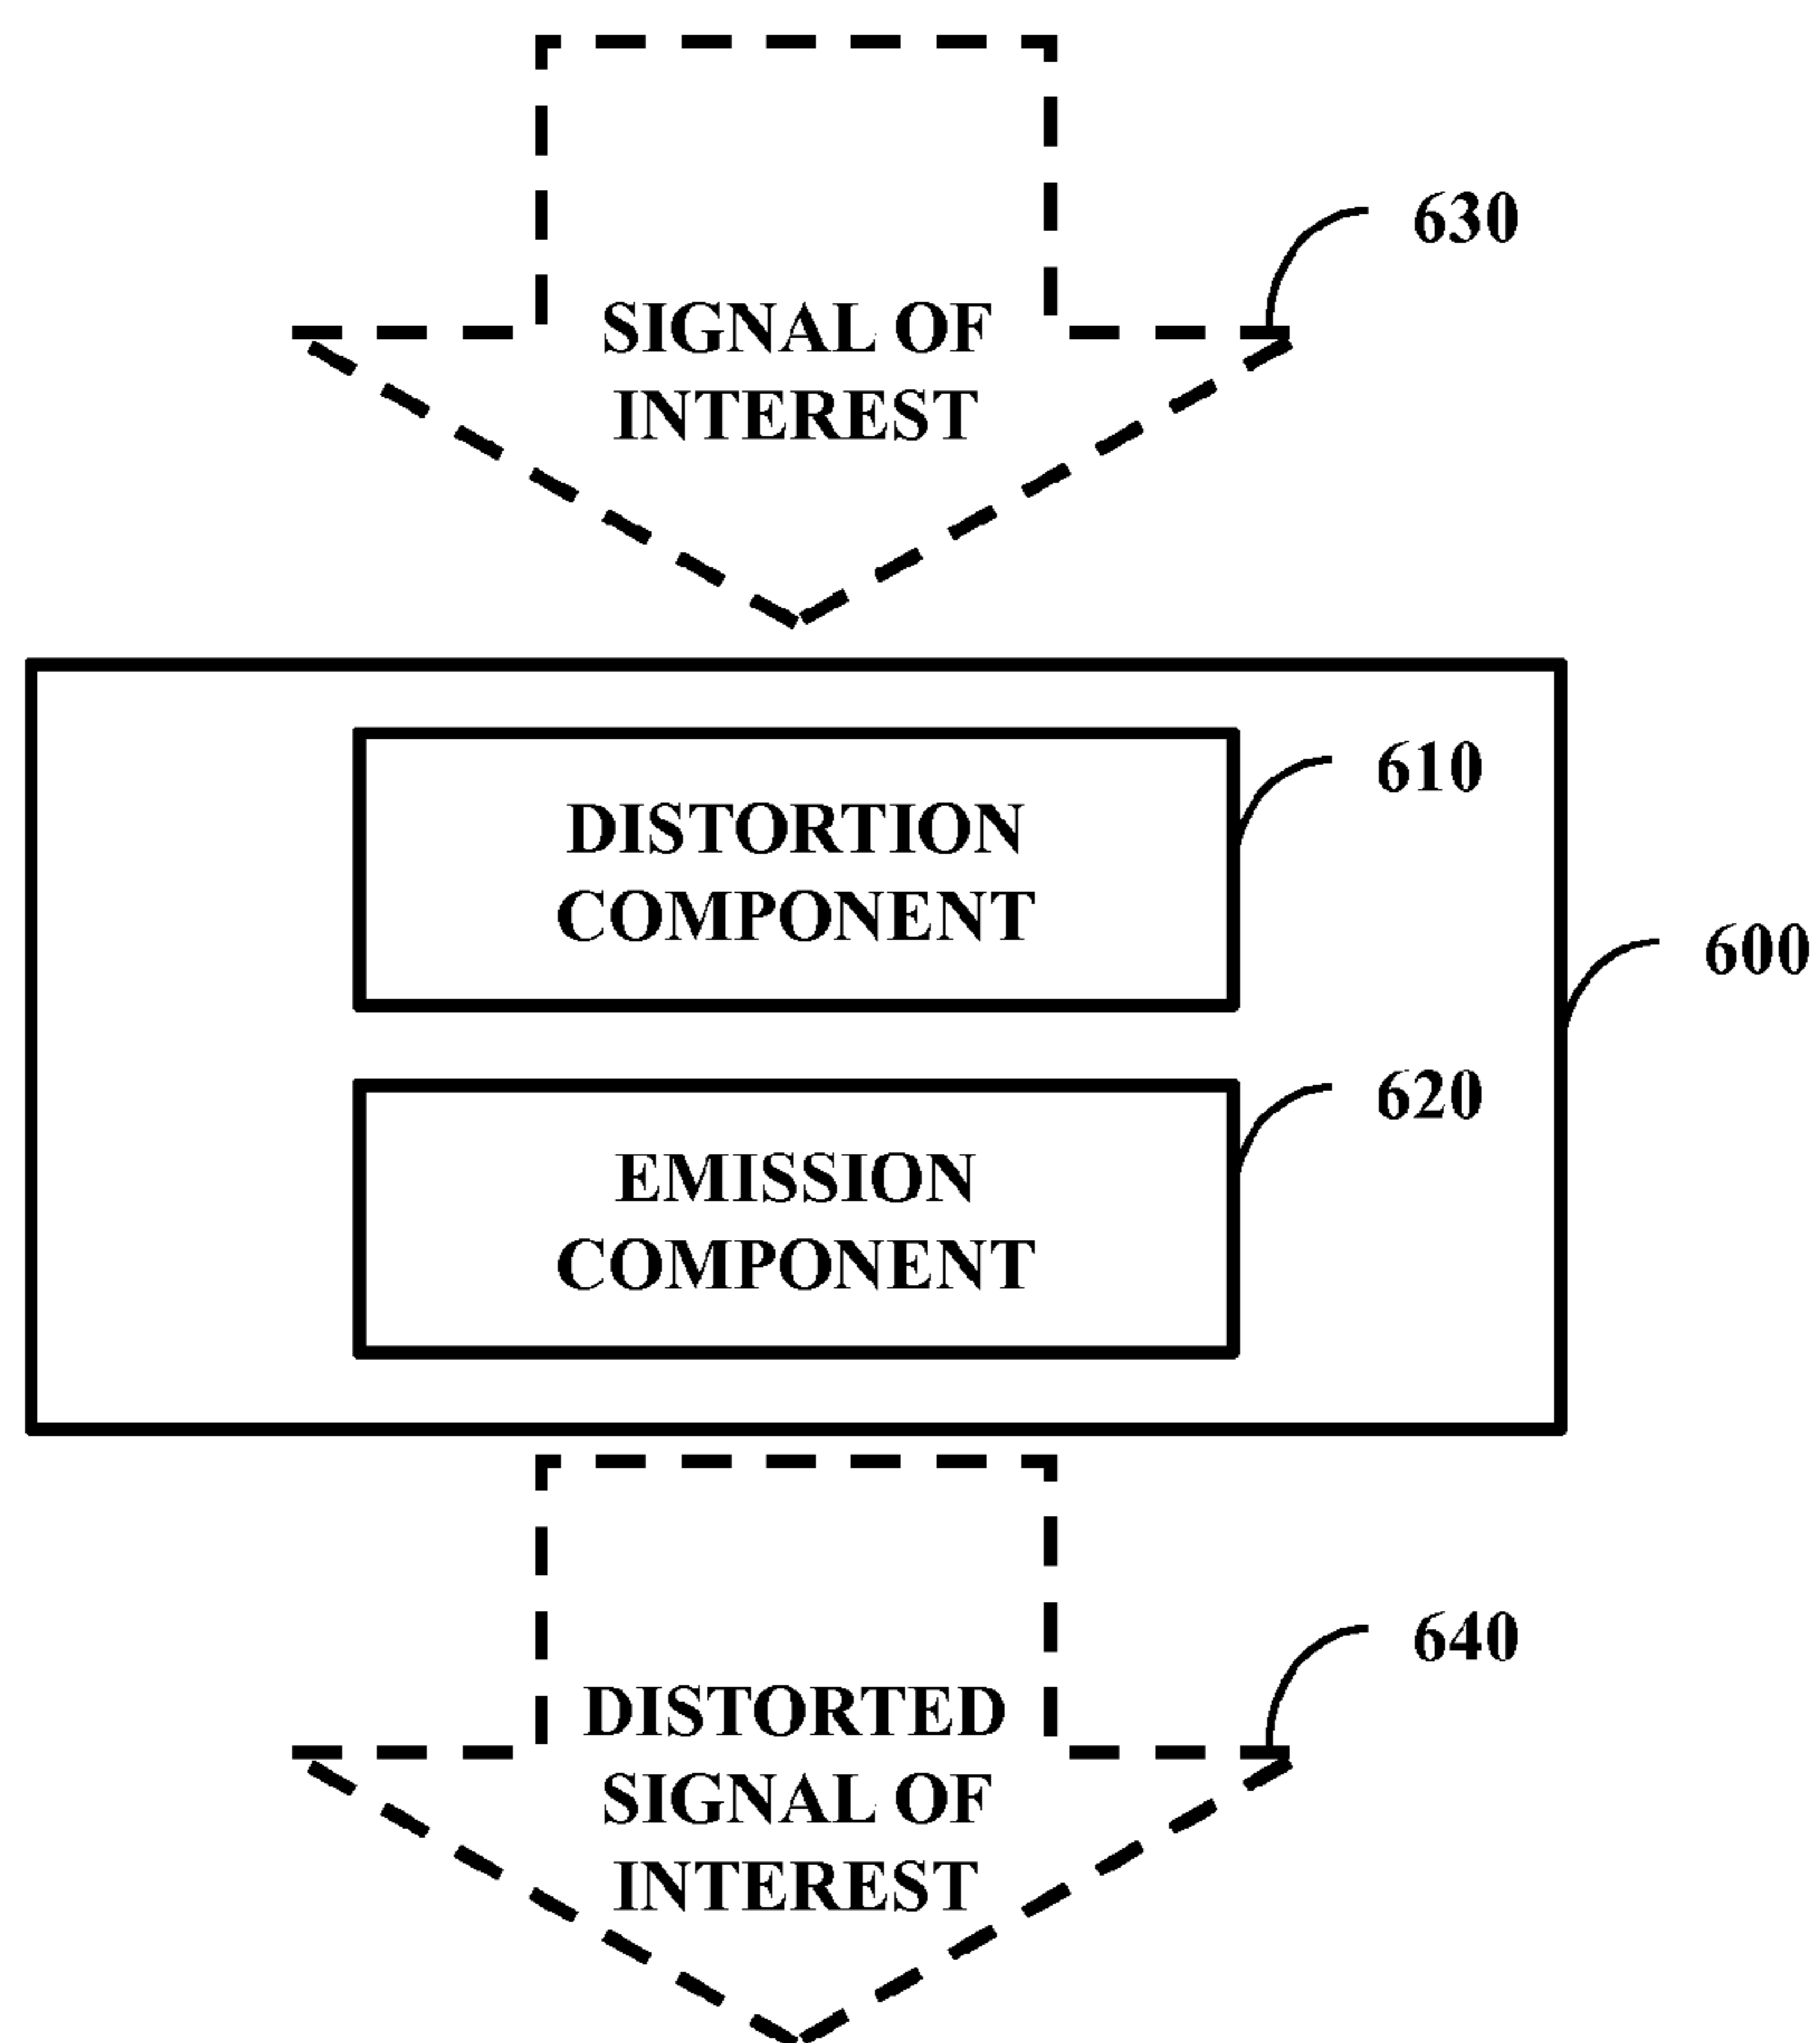 630
SIGNAL OF
INTEREST
610
DISTORTION
COMPONENT
600
620
EMISSION
COMPONENT
640
DISTORTED
SIGNAL OF
INTEREST